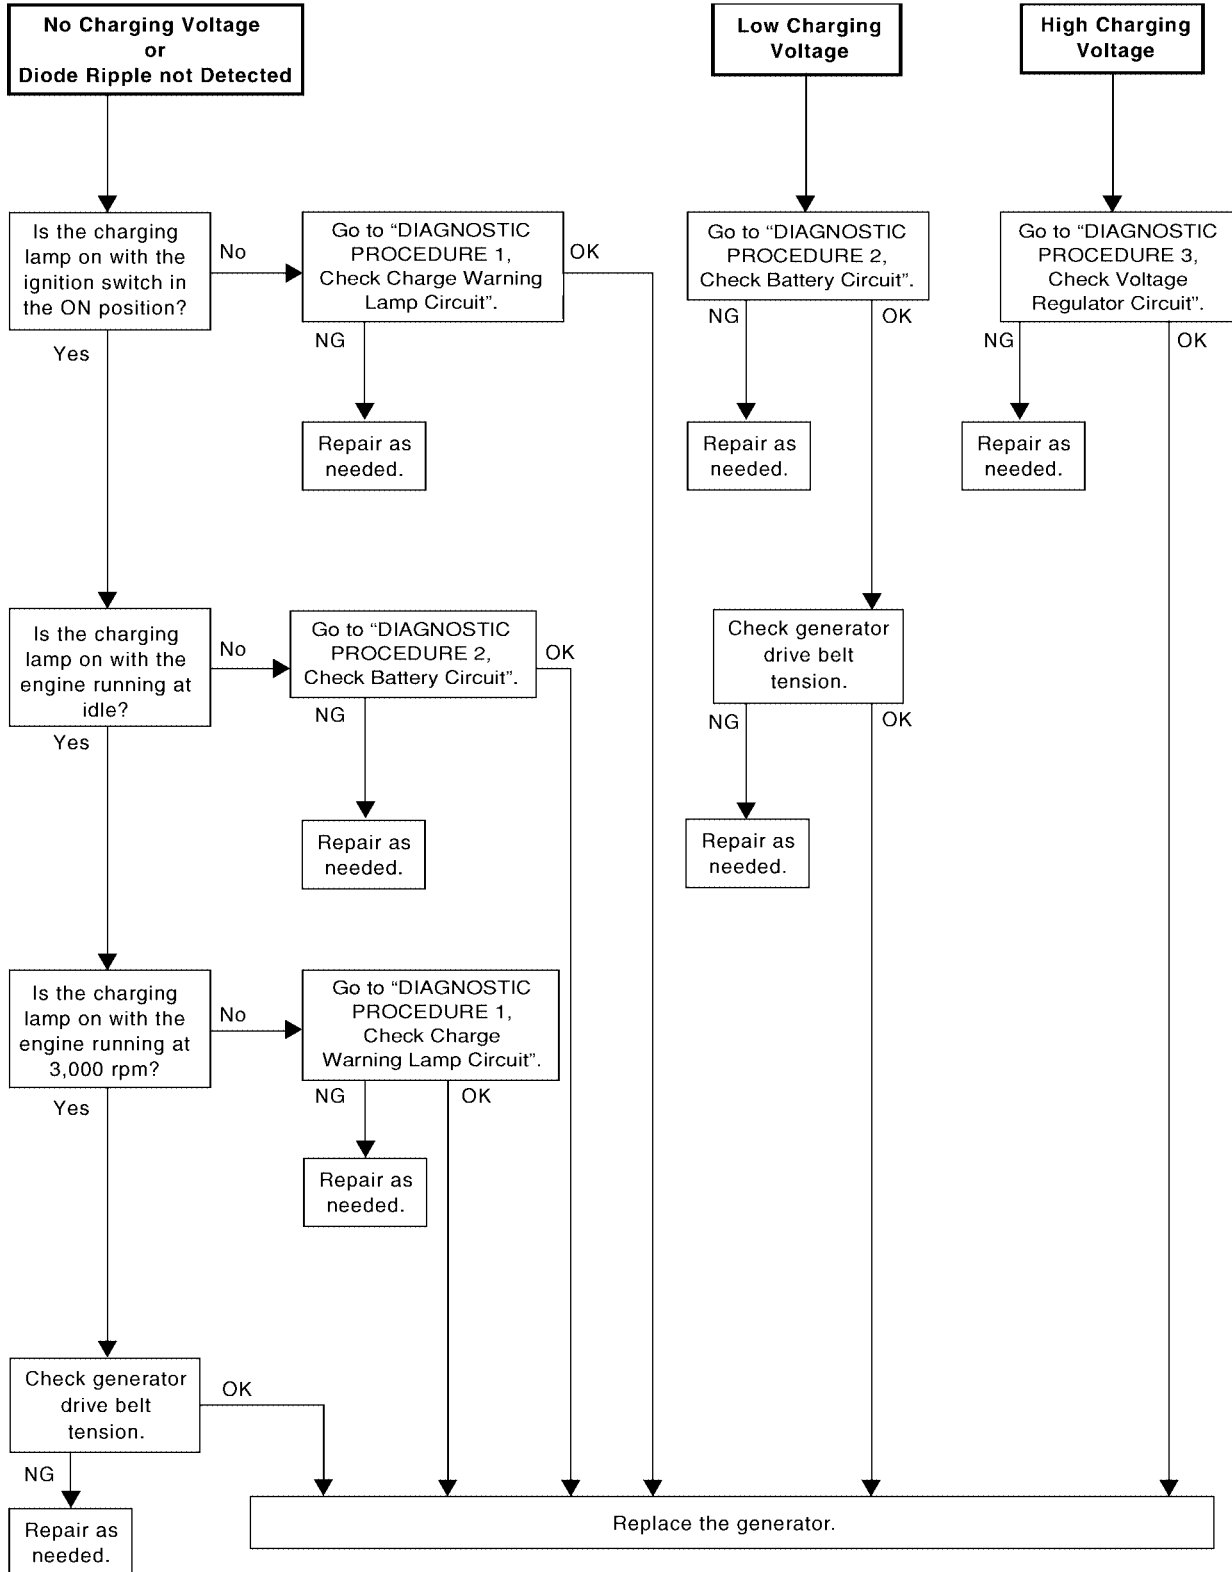 No Charging Voltage
or
Diode Ripple not Detected
Low Charging
Voltage
High Charging
Voltage
Is the charging
lamp on with the
ignition switch in
the ON position?
No
Go to “DIAGNOSTIC
PROCEDURE 1,
Check Charge Warning
Lamp Circuit”.
OK
Go to “DIAGNOSTIC
PROCEDURE 2,
Check Battery Circuit”.
Go to “DIAGNOSTIC
PROCEDURE 3,
Check Voltage
Regulator Circuit”.
Yes
NG
NG
OK
NG
OK
Repair as
needed.
Repair as
needed.
Repair as
needed.
Is the charging
lamp on with the
engine running at
idle?
No
Go to “DIAGNOSTIC
PROCEDURE 2,
Check Battery Circuit”.
OK
Check generator
drive belt
tension.
Yes
NG
NG
OK
Repair as
needed.
Repair as
needed.
Is the charging
lamp on with the
engine running at
3,000 rpm?
No
Go to “DIAGNOSTIC
PROCEDURE 1,
Check Charge
Warning Lamp Circuit”.
Yes
NG
OK
Repair as
needed.
Check generator
drive belt
tension.
OK
NG
Repair as
needed.
Replace the generator.